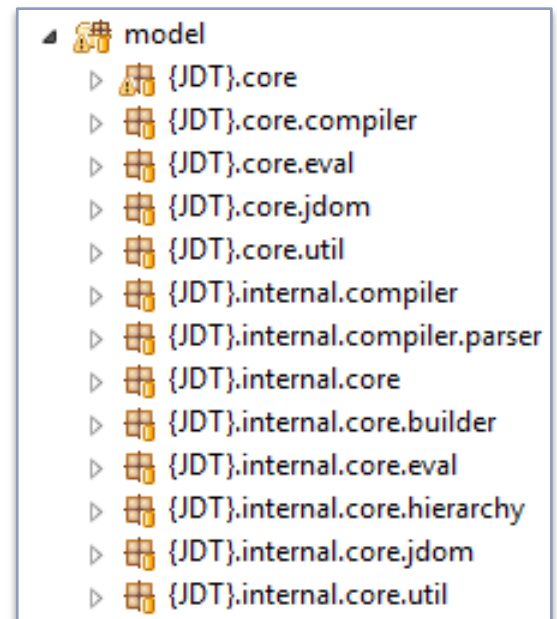 model
{JDT}.core
{JDT}.core.compiler
{JDT}.core.eval
{JDT}.core.jdom
{JDT}.core.util
{JDT}.internal.compiler
{JDT}.internal.compiler.parser
{JDT}.internal.core
{JDT}.internal.core.builder
{JDT}.internal.core.eval
{JDT}.internal.core.hierarchy
{JDT}.internal.core.jdom
{JDT}.internal.core.util